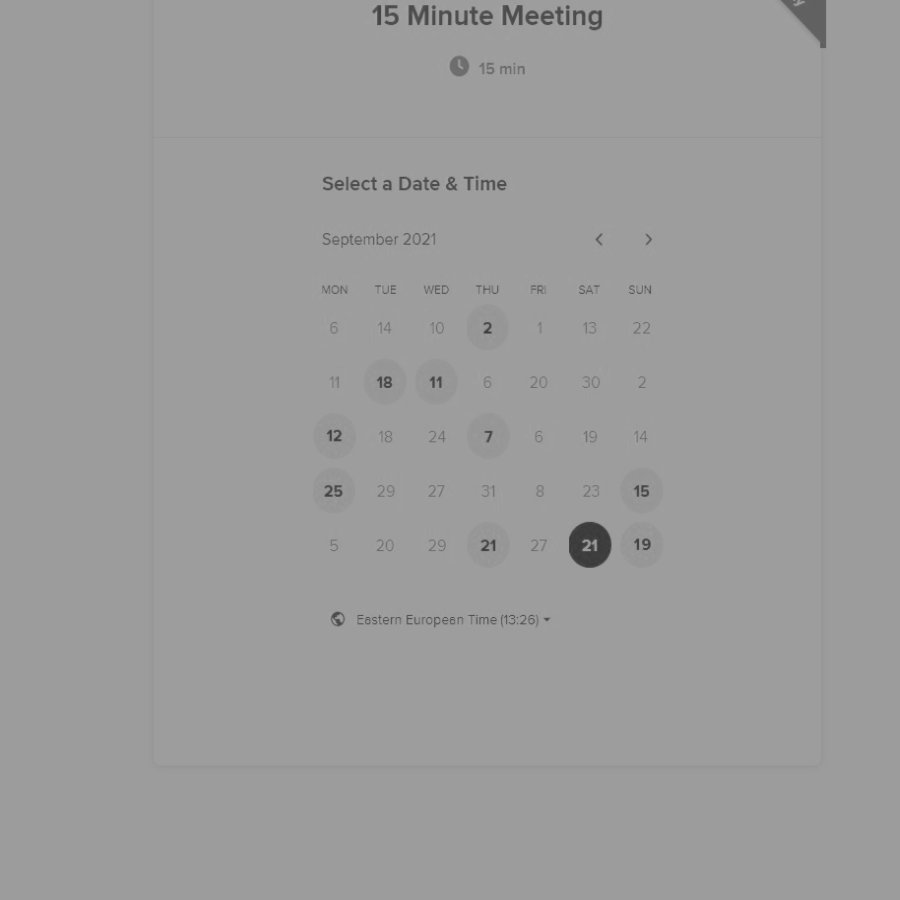 15 Minute Meeting
15 min
Select a Date & Time
September 2021
MON TUE WED THU FRI SAT SUN
6 14 10 2 1 13 22
11 18 11 6 20 30 2
12 18 24 7 6 19 14
25 29 27 31 8 23 15
5 20 29 21 27 21 19
Eastern European Time (13:26)